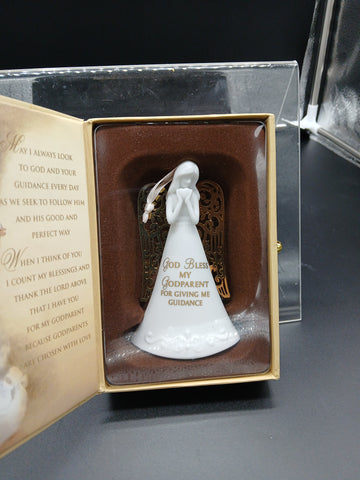 May I always look
to God and your
guidance every day
as we seek to follow Him
and His good and
perfect way
When I think of you
I count my blessings and
thank the Lord above
that I have you
for my godparent
because godparents
are chosen with love
God Bless
my
Godparent
for giving me
guidance